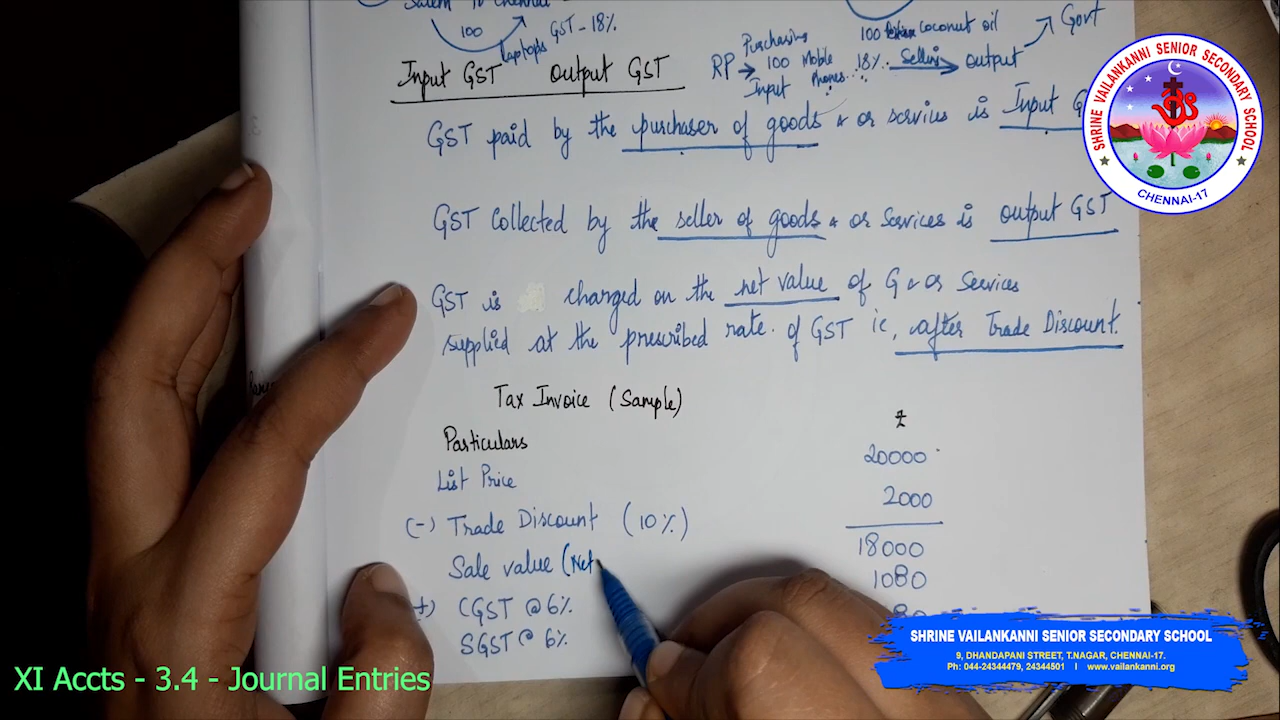 Salem to Chennai
100
Laptops
GST - 18%
Input GST Output GST
RP → Purchasing
100 Mobile
Phones...
Input
18%. Selling
100 coconut oil
output
Govt
GST paid by the purchaser of goods & or services is Input G
GST collected by the seller of goods & or services is output GST
GST is charged on the net value of G & or Services
supplied at the prescribed rate of GST ie, after Trade Discount.
Tax Invoice (Sample)
Particulars ₹
List Price 20000
(-) Trade Discount (10%) 2000
18000
Sale value (Net
1080
+) CGST @ 6%
80
SGST @ 6%
SHRINE VAILANKANNI SENIOR SECONDARY SCHOOL
CHENNAI-17
SHRINE VAILANKANNI SENIOR SECONDARY SCHOOL
9, DHANDAPANI STREET, T.NAGAR, CHENNAI-17.
Ph: 044-24344479, 24344501 | www.vailankanni.org
XI Accts - 3.4 - Journal Entries